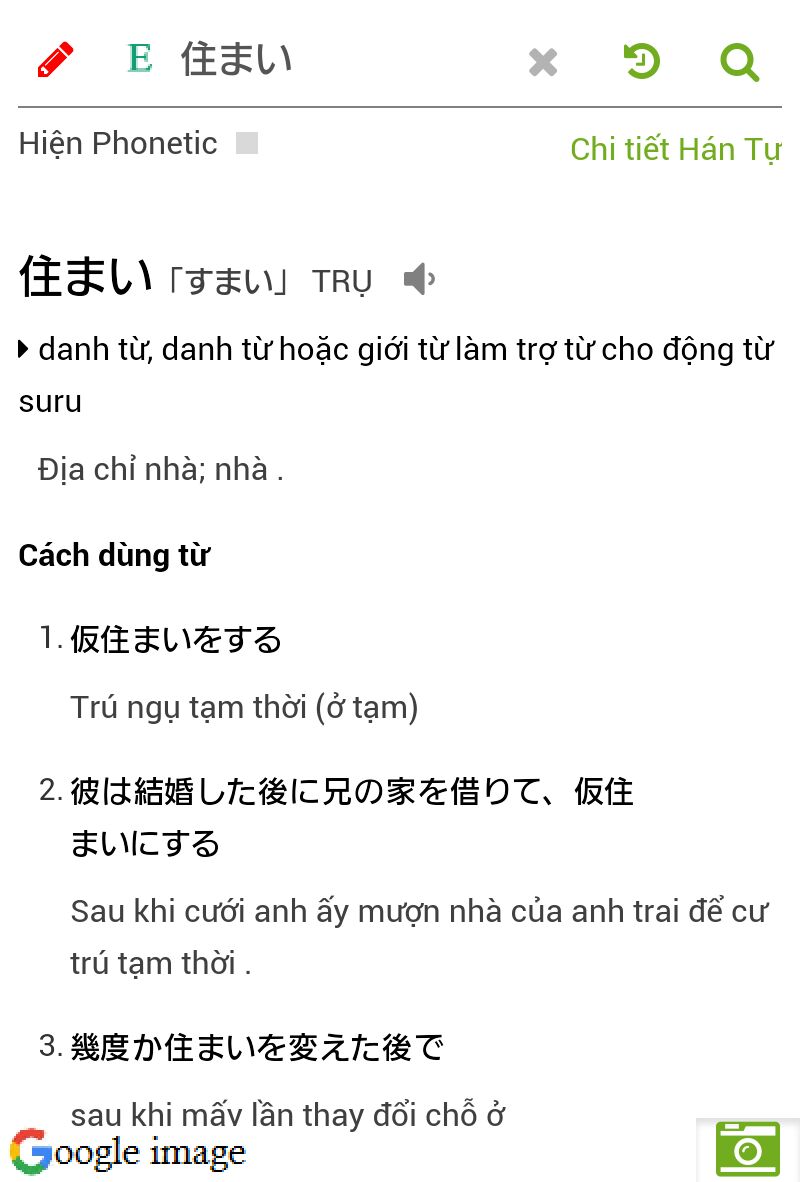 E 住まい
Hiện Phonetic
Chi tiết Hán Tự
住まい 「すまい」 TRỤ
danh từ, danh từ hoặc giới từ làm trợ từ cho động từ
suru
Địa chỉ nhà; nhà .
Cách dùng từ
1. 仮住まいをする
Trú ngụ tạm thời (ở tạm)
2. 彼は結婚した後に兄の家を借りて、仮住
まいにする
Sau khi cưới anh ấy mượn nhà của anh trai để cư
trú tạm thời .
3. 幾度か住まいを変えた後で
sau khi mấy lần thay đổi chỗ ở
Google image